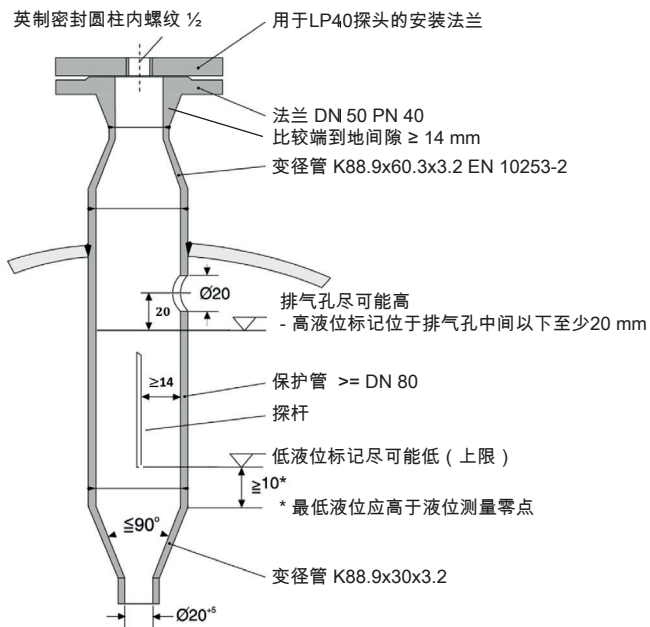 英制密封圆柱内螺纹 ½
用于LP40探头的安装法兰
法兰 DN 50 PN 40
比较端到地间隙 ≥ 14 mm
变径管 K88.9x60.3x3.2 EN 10253-2
Ø20
20
排气孔尽可能高
- 高液位标记位于排气孔中间以下至少20 mm
≥14
保护管 >= DN 80
探杆
低液位标记尽可能低（上限）
≥10*
* 最低液位应高于液位测量零点
≦90°
变径管 K88.9x30x3.2
Ø20⁺⁵